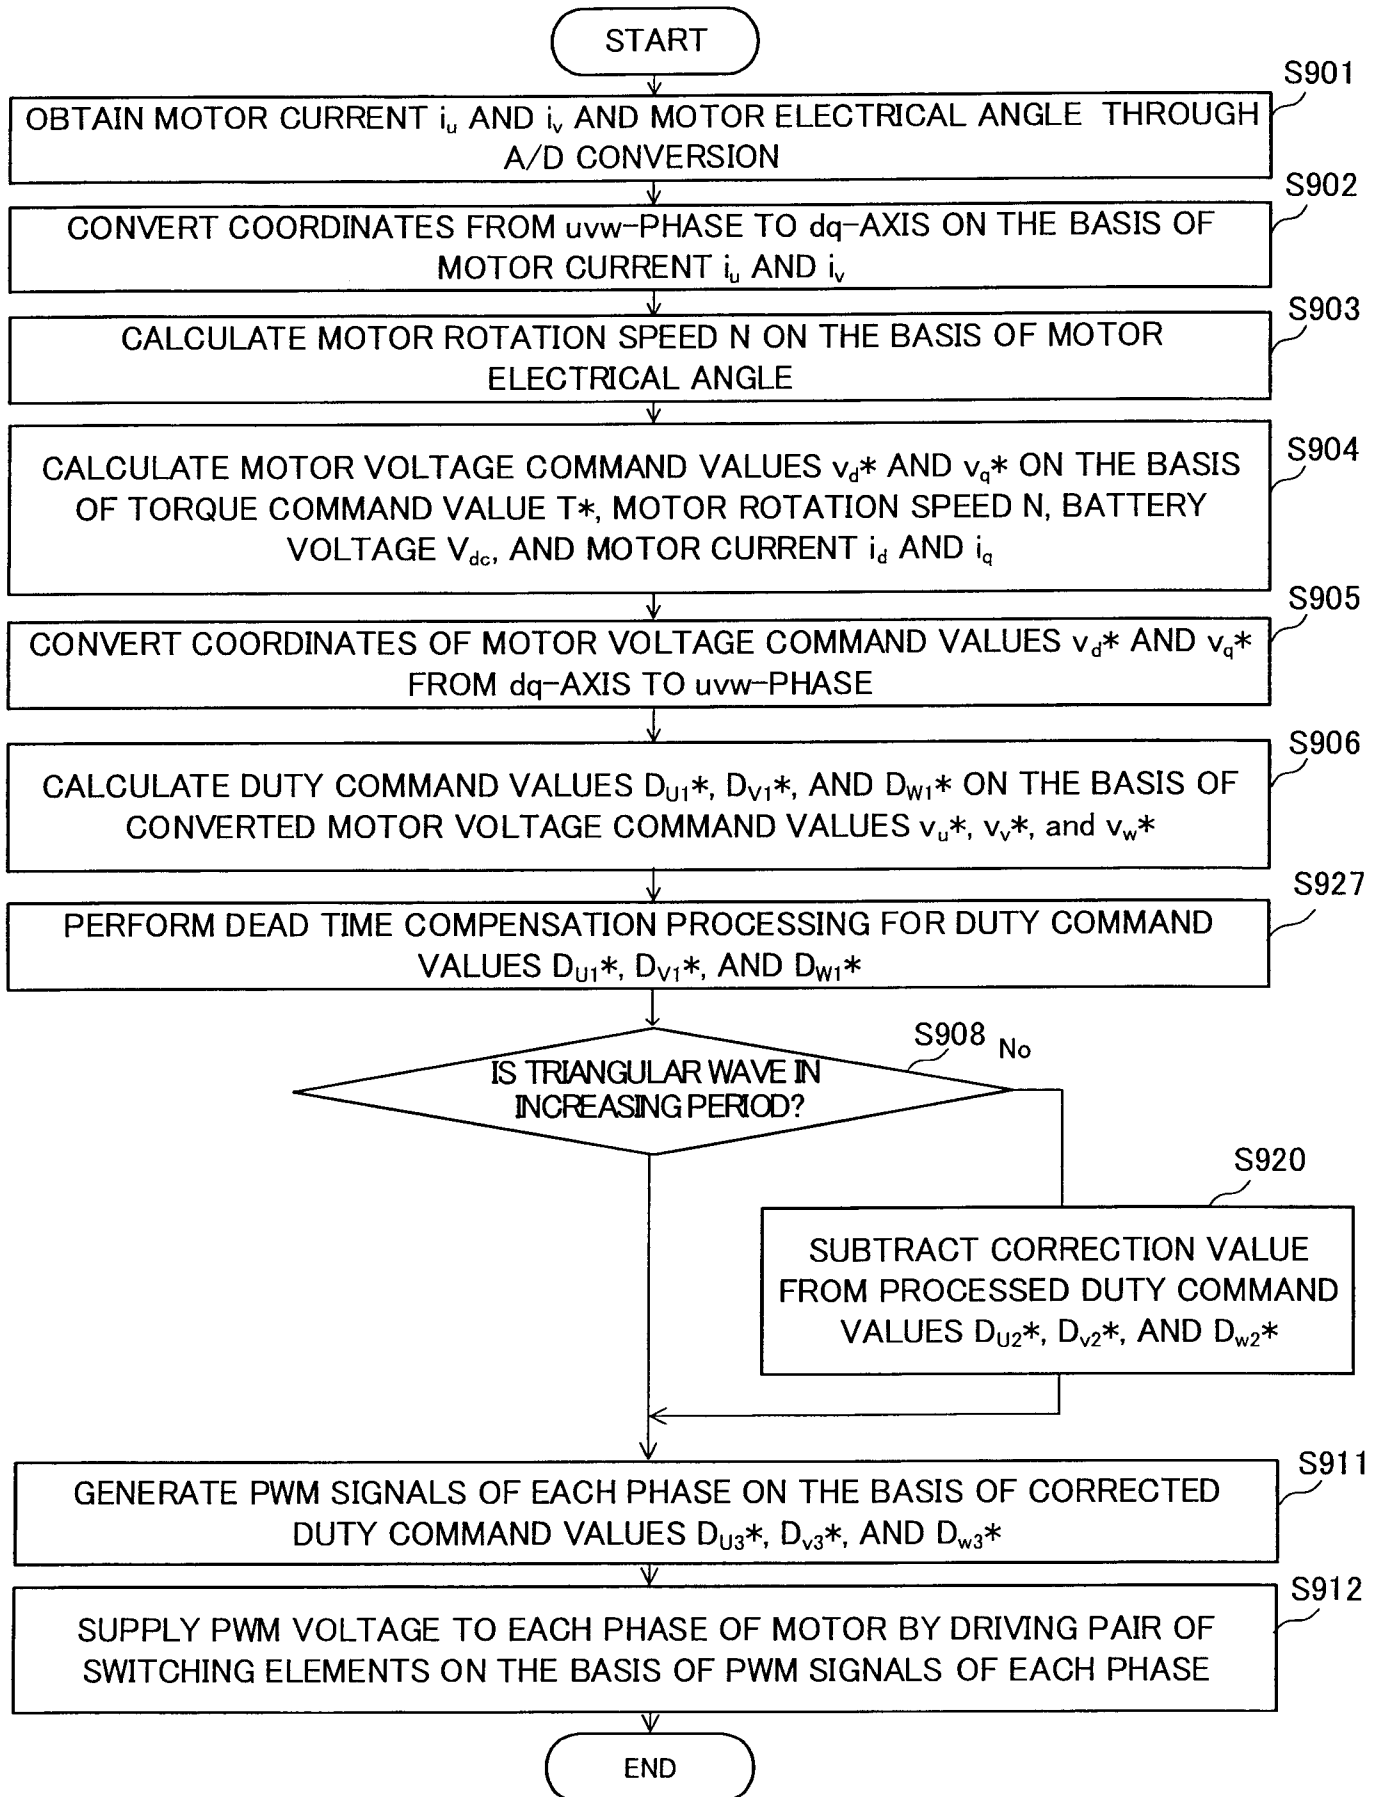 START
S901
OBTAIN MOTOR CURRENT iu AND iv AND MOTOR ELECTRICAL ANGLE THROUGH
A/D CONVERSION
S902
CONVERT COORDINATES FROM uvw-PHASE TO dq-AXIS ON THE BASIS OF
MOTOR CURRENT iu AND iv
S903
CALCULATE MOTOR ROTATION SPEED N ON THE BASIS OF MOTOR
ELECTRICAL ANGLE
S904
CALCULATE MOTOR VOLTAGE COMMAND VALUES vd* AND vq* ON THE BASIS
OF TORQUE COMMAND VALUE T*, MOTOR ROTATION SPEED N, BATTERY
VOLTAGE Vdc, AND MOTOR CURRENT id AND iq
S905
CONVERT COORDINATES OF MOTOR VOLTAGE COMMAND VALUES vd* AND vq*
FROM dq-AXIS TO uvw-PHASE
S906
CALCULATE DUTY COMMAND VALUES DU1*, DV1*, AND DW1* ON THE BASIS OF
CONVERTED MOTOR VOLTAGE COMMAND VALUES vu*, vv*, and vw*
S927
PERFORM DEAD TIME COMPENSATION PROCESSING FOR DUTY COMMAND
VALUES DU1*, DV1*, AND DW1*
S908
No
IS TRIANGULAR WAVE IN
INCREASING PERIOD?
S920
SUBTRACT CORRECTION VALUE
FROM PROCESSED DUTY COMMAND
VALUES DU2*, Dv2*, AND Dw2*
S911
GENERATE PWM SIGNALS OF EACH PHASE ON THE BASIS OF CORRECTED
DUTY COMMAND VALUES DU3*, Dv3*, AND Dw3*
S912
SUPPLY PWM VOLTAGE TO EACH PHASE OF MOTOR BY DRIVING PAIR OF
SWITCHING ELEMENTS ON THE BASIS OF PWM SIGNALS OF EACH PHASE
END